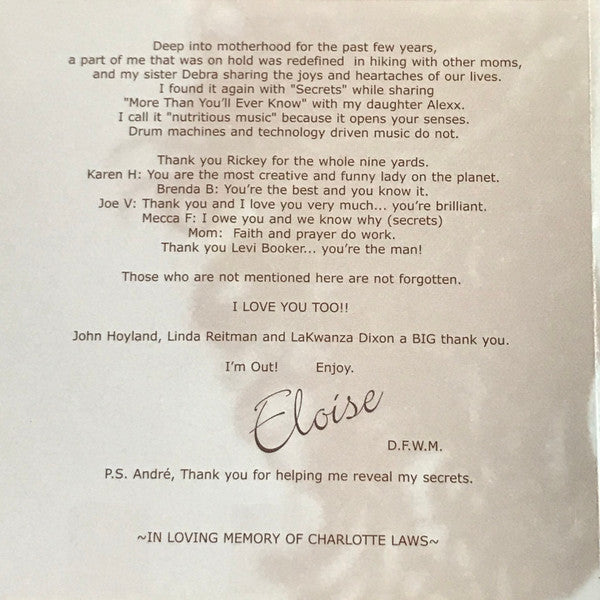 Deep into motherhood for the past few years,
a part of me that was on hold was redefined in hiking with other moms,
and my sister Debra sharing the joys and heartaches of our lives.
I found it again with "Secrets" while sharing
"More Than You'll Ever Know" with my daughter Alexx.
I call it "nutritious music" because it opens your senses.
Drum machines and technology driven music do not.
Thank you Rickey for the whole nine yards.
Karen H: You are the most creative and funny lady on the planet.
Brenda B: You're the best and you know it.
Joe V: Thank you and I love you very much... you're brilliant.
Mecca F: I owe you and we know why (secrets)
Mom: Faith and prayer do work.
Thank you Levi Booker... you're the man!
Those who are not mentioned here are not forgotten.
I LOVE YOU TOO!!
John Hoyland, Linda Reitman and LaKwanza Dixon a BIG thank you.
I'm Out! Enjoy.
Eloise
D.F.W.M.
P.S. André, Thank you for helping me reveal my secrets.
~IN LOVING MEMORY OF CHARLOTTE LAWS~